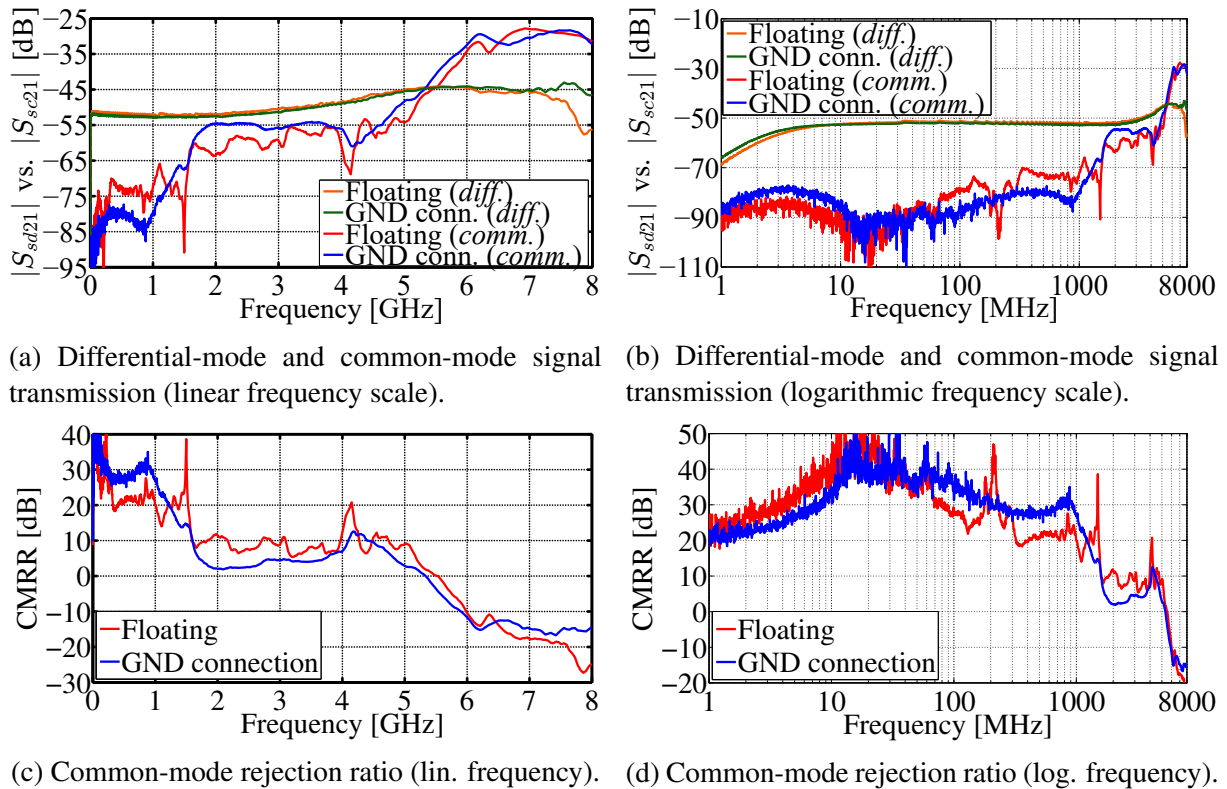 |S_sd21| vs. |S_sc21| [dB]
−25
−35
−45
−55
−65
−75
−85
−95
Floating (diff.)
GND conn. (diff.)
Floating (comm.)
GND conn. (comm.)
0 1 2 3 4 5 6 7 8
Frequency [GHz]
(a) Differential-mode and common-mode signal
transmission (linear frequency scale).
|S_sd21| vs. |S_sc21| [dB]
−10
−30
−50
−70
−90
−110
Floating (diff.)
GND conn. (diff.)
Floating (comm.)
GND conn. (comm.)
1 10 100 1000 8000
Frequency [MHz]
(b) Differential-mode and common-mode signal
transmission (logarithmic frequency scale).
CMRR [dB]
40
30
20
10
0
−10
−20
−30
Floating
GND connection
0 1 2 3 4 5 6 7 8
Frequency [GHz]
(c) Common-mode rejection ratio (lin. frequency).
CMRR [dB]
50
40
30
20
10
0
−10
−20
Floating
GND connection
1 10 100 1000 8000
Frequency [MHz]
(d) Common-mode rejection ratio (log. frequency).